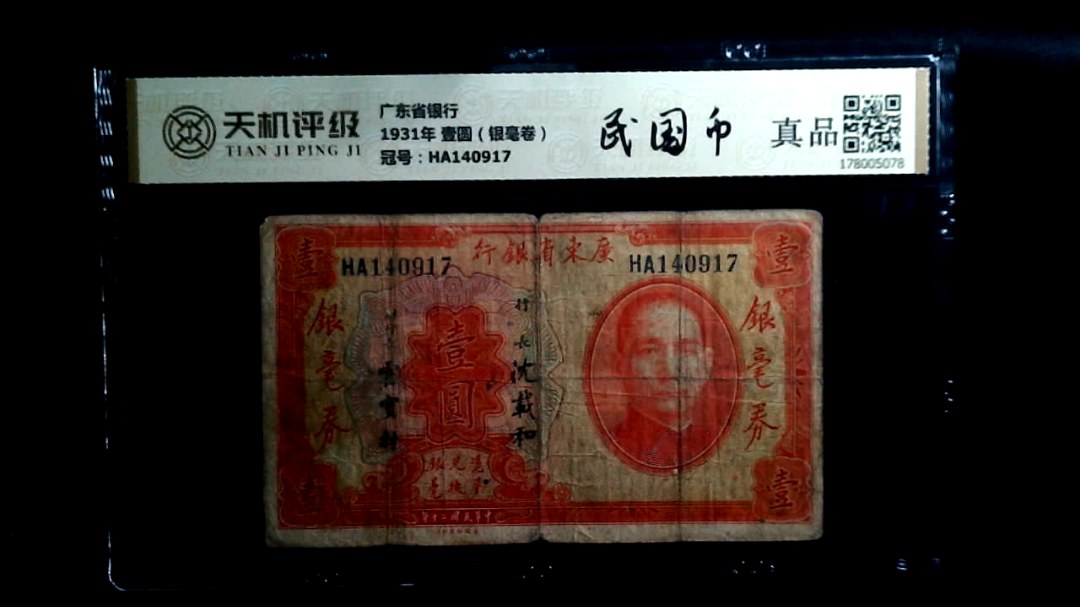 天机评级
TIAN JI PING JI
广东省银行
1931年 壹圆（银毫卷）
冠号：HA140917
民国币
真品
178005078
行銀省東廣
壹
壹
HA140917
HA140917
銀毫券
壹圓
行長
沈載和
銀毫券
壹
壹